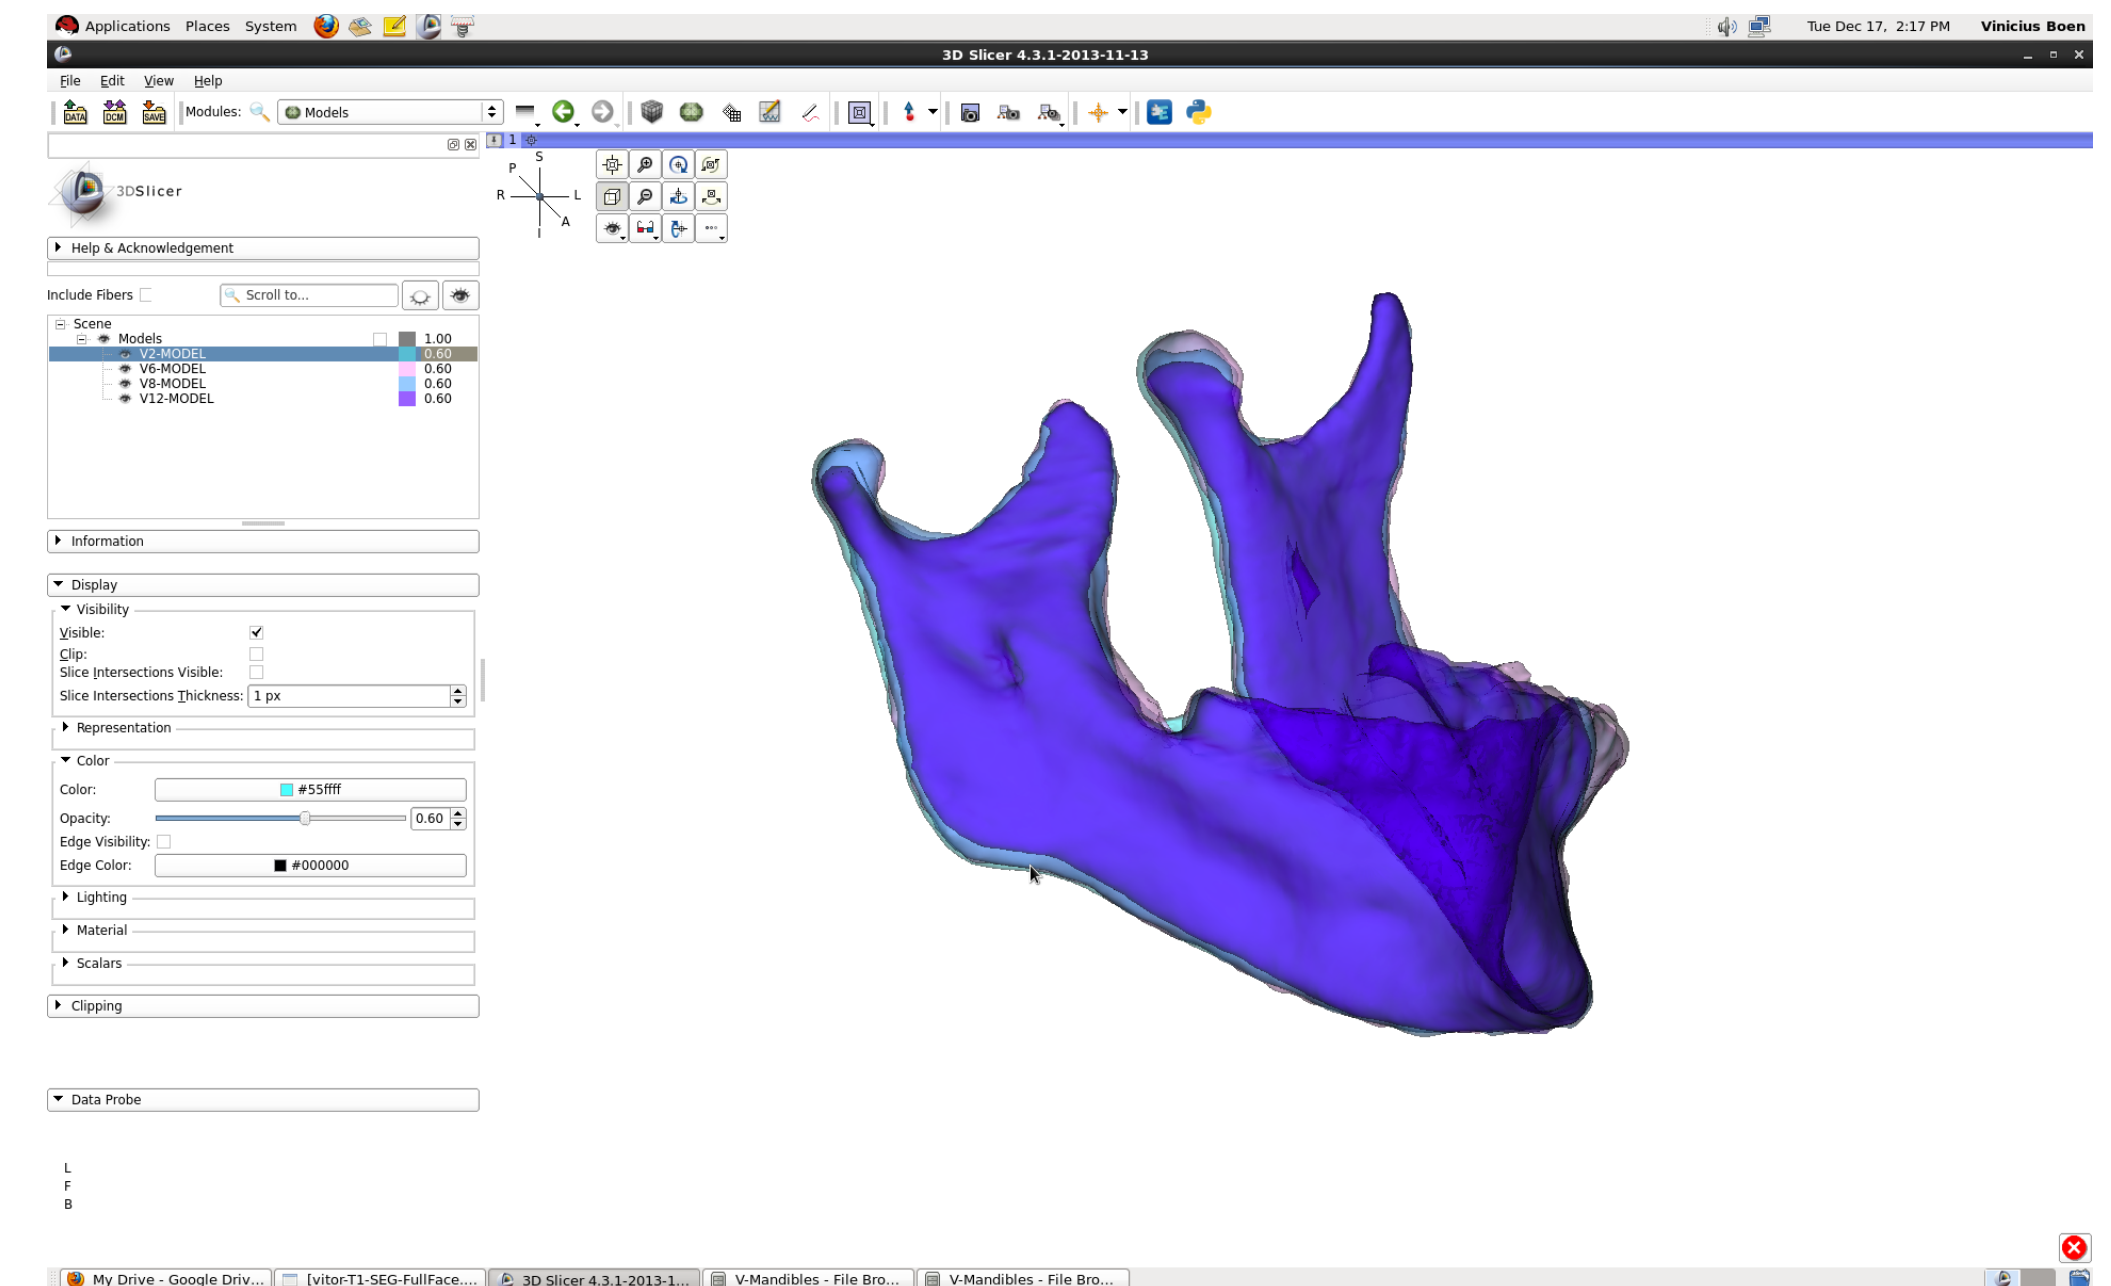 Applications Places System Tue Dec 17, 2:17 PM Vinicius Boen
3D Slicer 4.3.1-2013-11-13
File Edit View Help
DATA DCM SAVE Modules: Models
1
S
P
R L
A
I
3DSlicer
Help & Acknowledgement
Include Fibers Scroll to...
Scene
Models 1.00
V2-MODEL 0.60
V6-MODEL 0.60
V8-MODEL 0.60
V12-MODEL 0.60
Information
Display
Visibility
Visible:
Clip:
Slice Intersections Visible:
Slice Intersections Thickness: 1 px
Representation
Color
Color: #55ffff
Opacity: 0.60
Edge Visibility:
Edge Color: #000000
Lighting
Material
Scalars
Clipping
Data Probe
L
F
B
My Drive - Google Driv... [vitor-T1-SEG-FullFace.... 3D Slicer 4.3.1-2013-1... V-Mandibles - File Bro... V-Mandibles - File Bro...